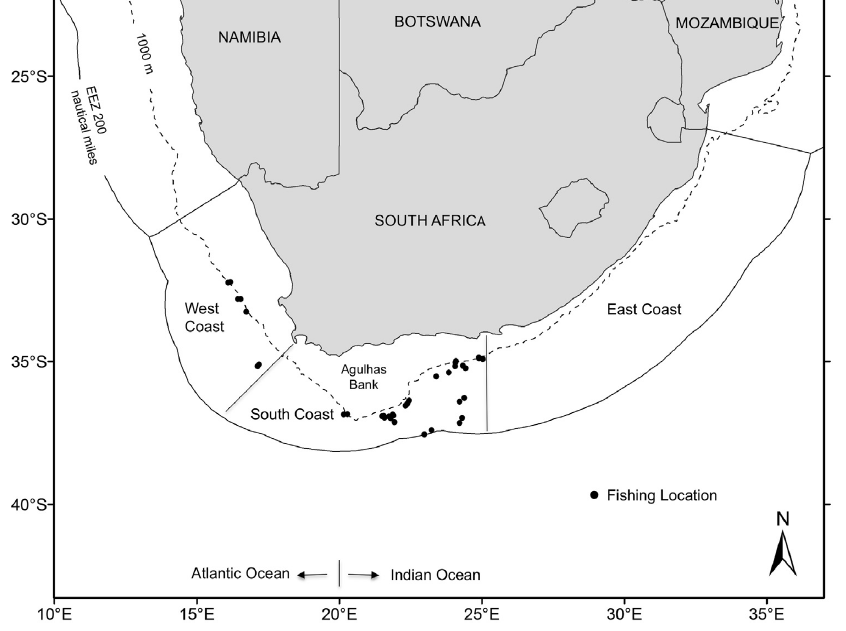 NAMIBIA
BOTSWANA
MOZAMBIQUE
1000 m
25°S
EEZ 200
nautical miles
30°S
SOUTH AFRICA
West
Coast
East Coast
35°S
Agulhas
Bank
South Coast
Fishing Location
40°S
N
Atlantic Ocean
Indian Ocean
10°E
15°E
20°E
25°E
30°E
35°E